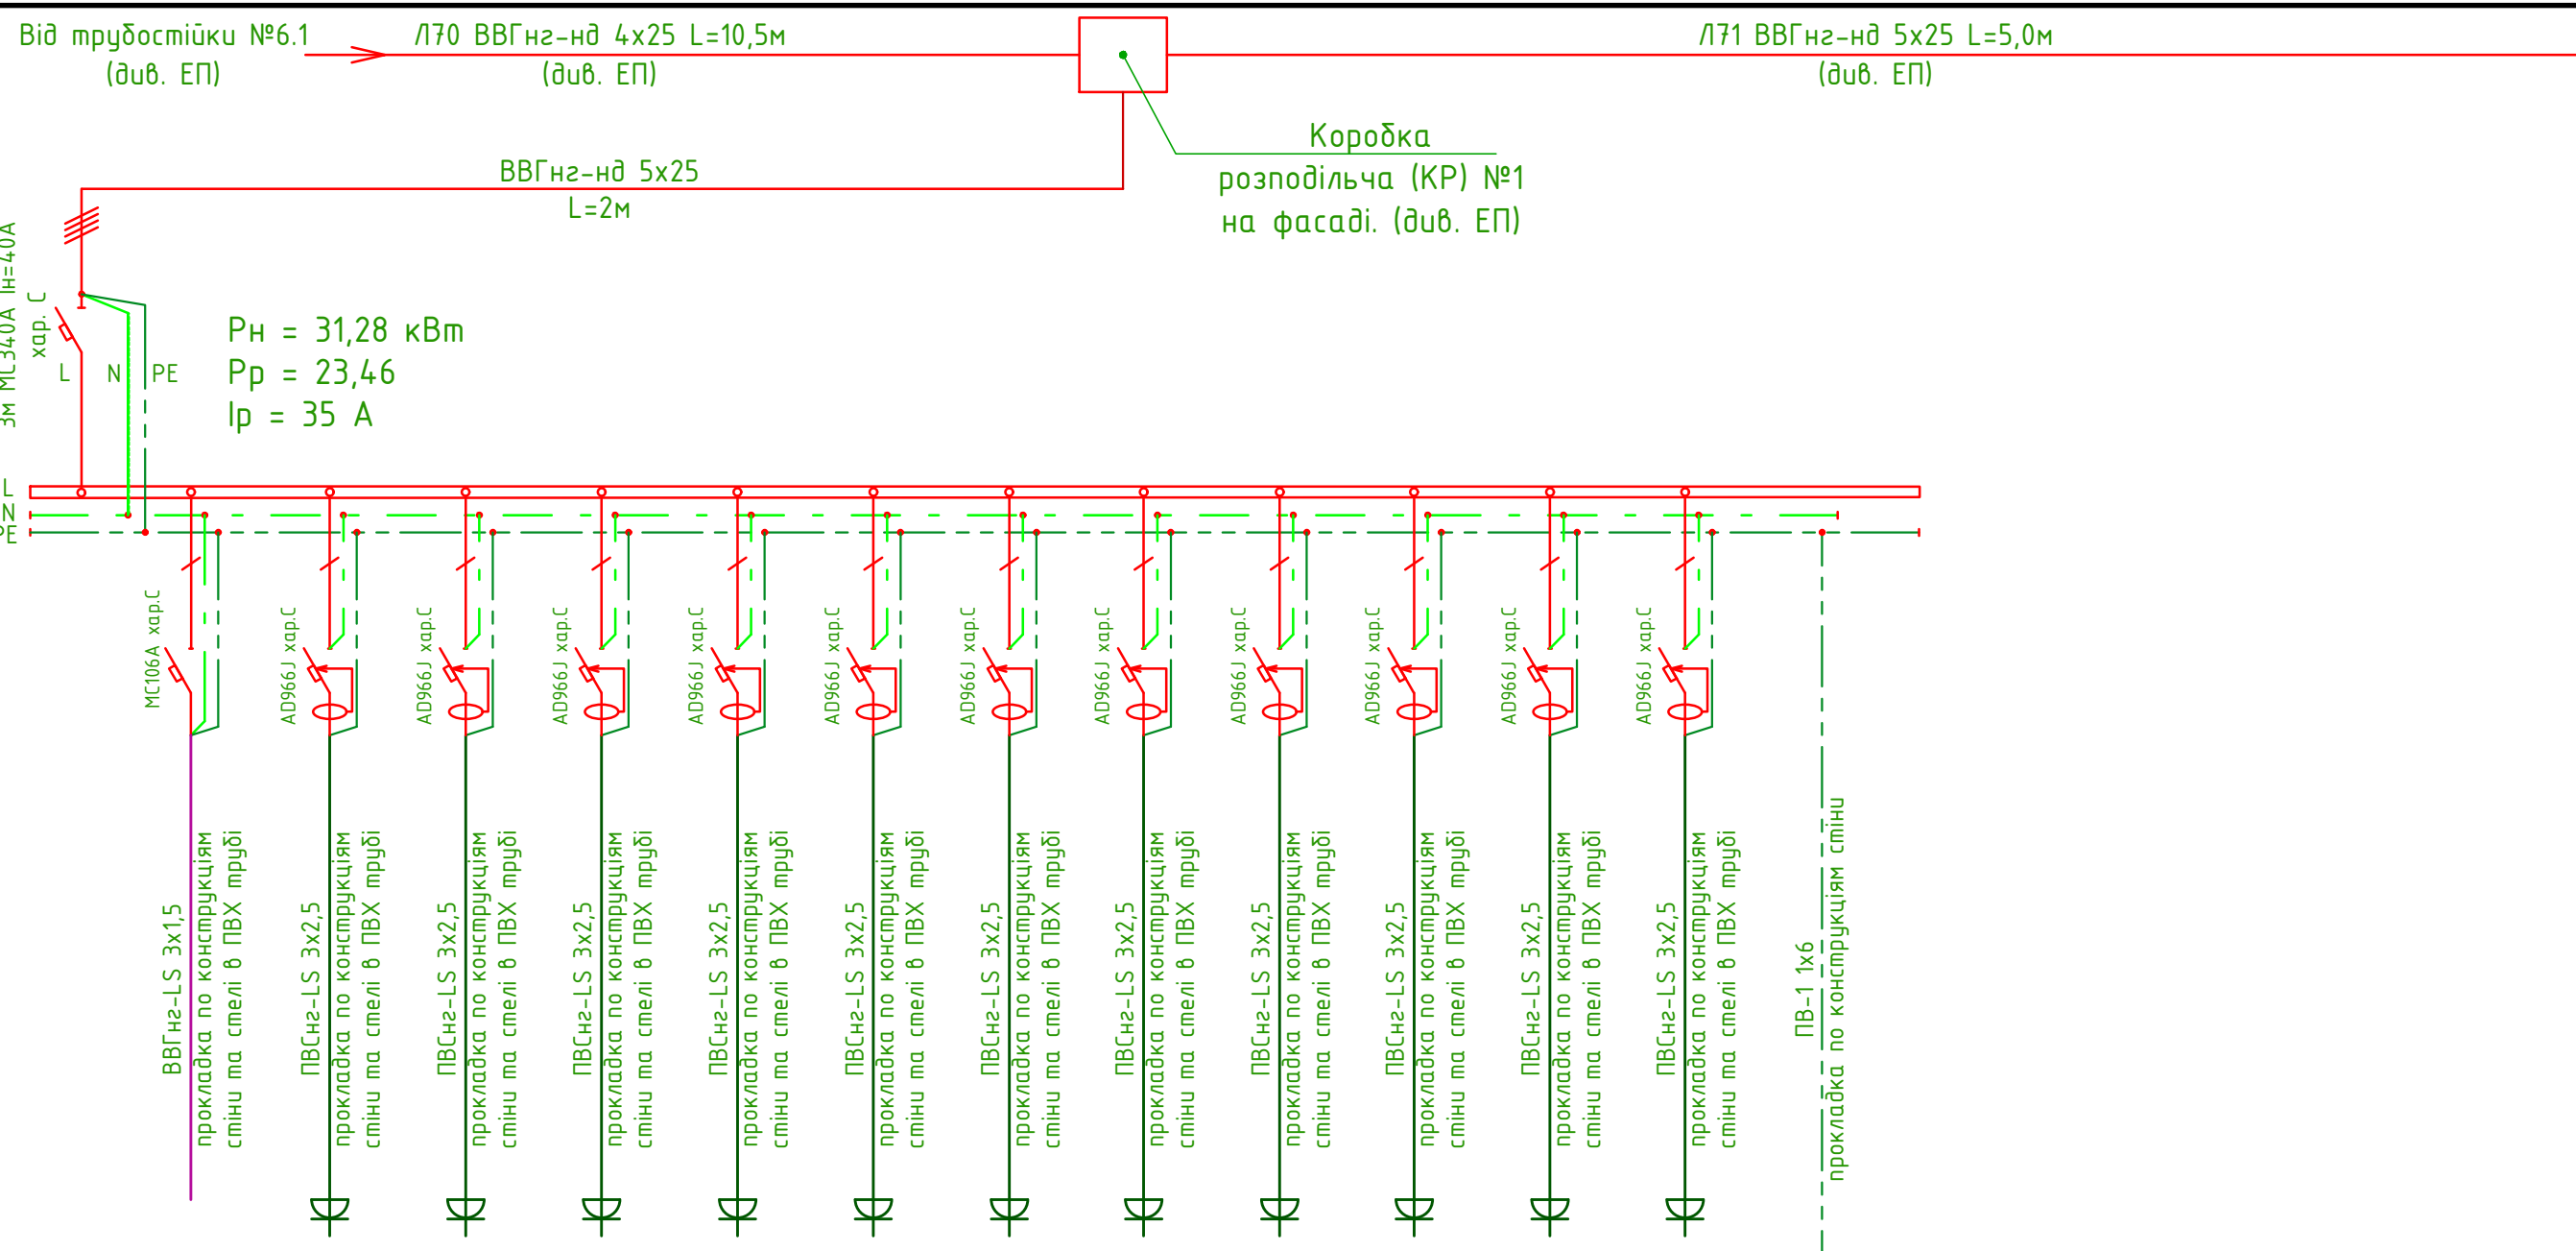 Від трубостійки №6.1
(див. ЕП)
Л70 ВВГнг-нд 4х25 L=10,5м
(див. ЕП)
Л71 ВВГнг-нд 5х25 L=5,0м
(див. ЕП)
Коробка
розподільча (КР) №1
на фасаді. (див. ЕП)
ВВГнг-нд 5х25
L=2м
3м МС340А Ін=40А
хар. С
L
N
PE
Рн = 31,28 кВт
Рр = 23,46
Ір = 35 А
L
N
PE
МС106А хар.С
AD966J хар.С
AD966J хар.С
AD966J хар.С
AD966J хар.С
AD966J хар.С
AD966J хар.С
AD966J хар.С
AD966J хар.С
AD966J хар.С
AD966J хар.С
AD966J хар.С
ВВГнг-LS 3х1,5
прокладка по конструкціям
стіни та стелі в ПВХ трубі
ПВСнг-LS 3х2,5
прокладка по конструкціям
стіни та стелі в ПВХ трубі
ПВСнг-LS 3х2,5
прокладка по конструкціям
стіни та стелі в ПВХ трубі
ПВСнг-LS 3х2,5
прокладка по конструкціям
стіни та стелі в ПВХ трубі
ПВСнг-LS 3х2,5
прокладка по конструкціям
стіни та стелі в ПВХ трубі
ПВСнг-LS 3х2,5
прокладка по конструкціям
стіни та стелі в ПВХ трубі
ПВСнг-LS 3х2,5
прокладка по конструкціям
стіни та стелі в ПВХ трубі
ПВСнг-LS 3х2,5
прокладка по конструкціям
стіни та стелі в ПВХ трубі
ПВСнг-LS 3х2,5
прокладка по конструкціям
стіни та стелі в ПВХ трубі
ПВСнг-LS 3х2,5
прокладка по конструкціям
стіни та стелі в ПВХ трубі
ПВСнг-LS 3х2,5
прокладка по конструкціям
стіни та стелі в ПВХ трубі
ПВСнг-LS 3х2,5
прокладка по конструкціям
стіни та стелі в ПВХ трубі
ПВ-1 1х6
прокладка по конструкціям стіни